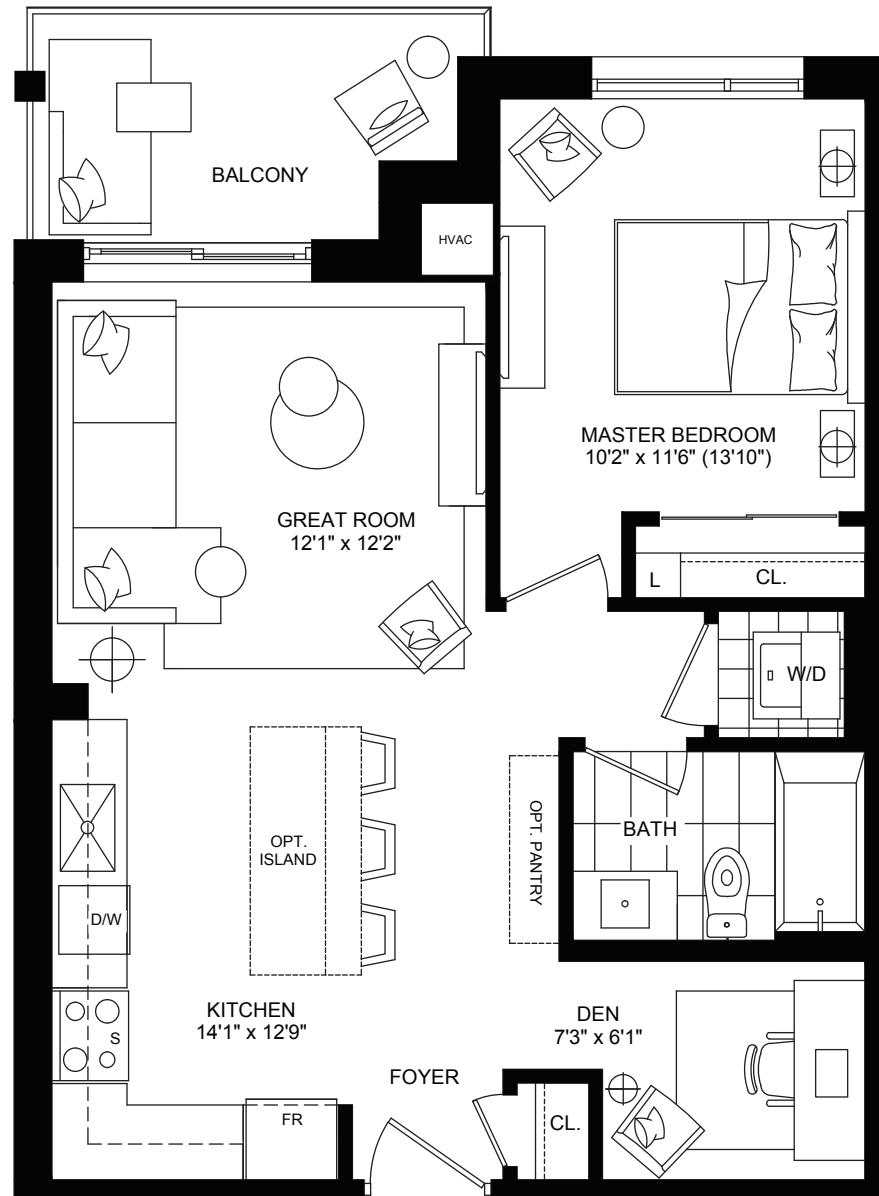 BALCONY
HVAC
MASTER BEDROOM
10'2" x 11'6" (13'10")
GREAT ROOM
12'1" x 12'2"
L
CL.
W/D
OPT.
ISLAND
OPT. PANTRY
BATH
D/W
S
KITCHEN
14'1" x 12'9"
DEN
7'3" x 6'1"
FOYER
FR
CL.